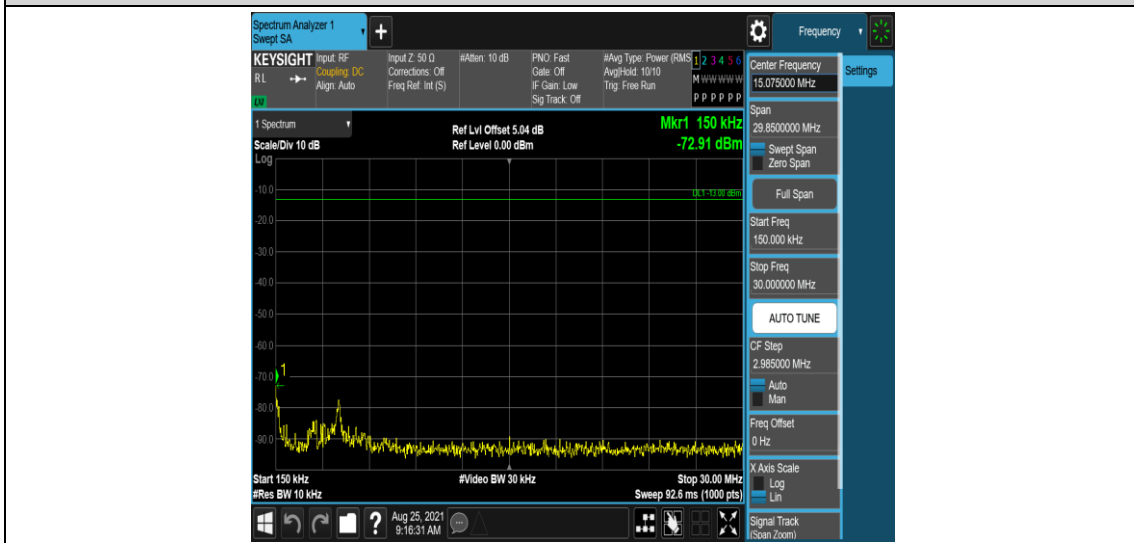 Spectrum Analyzer 1
Swept SA
+
Frequency
KEYSIGHT
RL
LXI
Input: RF
Coupling: DC
Align: Auto
Input Z: 50 Ω
Corrections: Off
Freq Ref: Int (S)
#Atten: 10 dB
PNO: Fast
Gate: Off
IF Gain: Low
Sig Track: Off
#Avg Type: Power (RMS
Avg|Hold: 10/10
Trig: Free Run
1 2 3 4 5 6
M W W W W W
P P P P P P
1 Spectrum
Scale/Div 10 dB
Log
Ref Lvl Offset 5.04 dB
Ref Level 0.00 dBm
Mkr1 150 kHz
-72.91 dBm
DL1 -13.00 dBm
-10.0
-20.0
-30.0
-40.0
-50.0
-60.0
-70.0
-80.0
-90.0
1
Start 150 kHz
#Res BW 10 kHz
#Video BW 30 kHz
Stop 30.00 MHz
Sweep 92.6 ms (1000 pts)
Center Frequency
15.075000 MHz
Settings
Span
29.8500000 MHz
Swept Span
Zero Span
Full Span
Start Freq
150.000 kHz
Stop Freq
30.000000 MHz
AUTO TUNE
CF Step
2.985000 MHz
Auto
Man
Freq Offset
0 Hz
X Axis Scale
Log
Lin
Signal Track
(Span Zoom)
?
Aug 25, 2021
9:16:31 AM